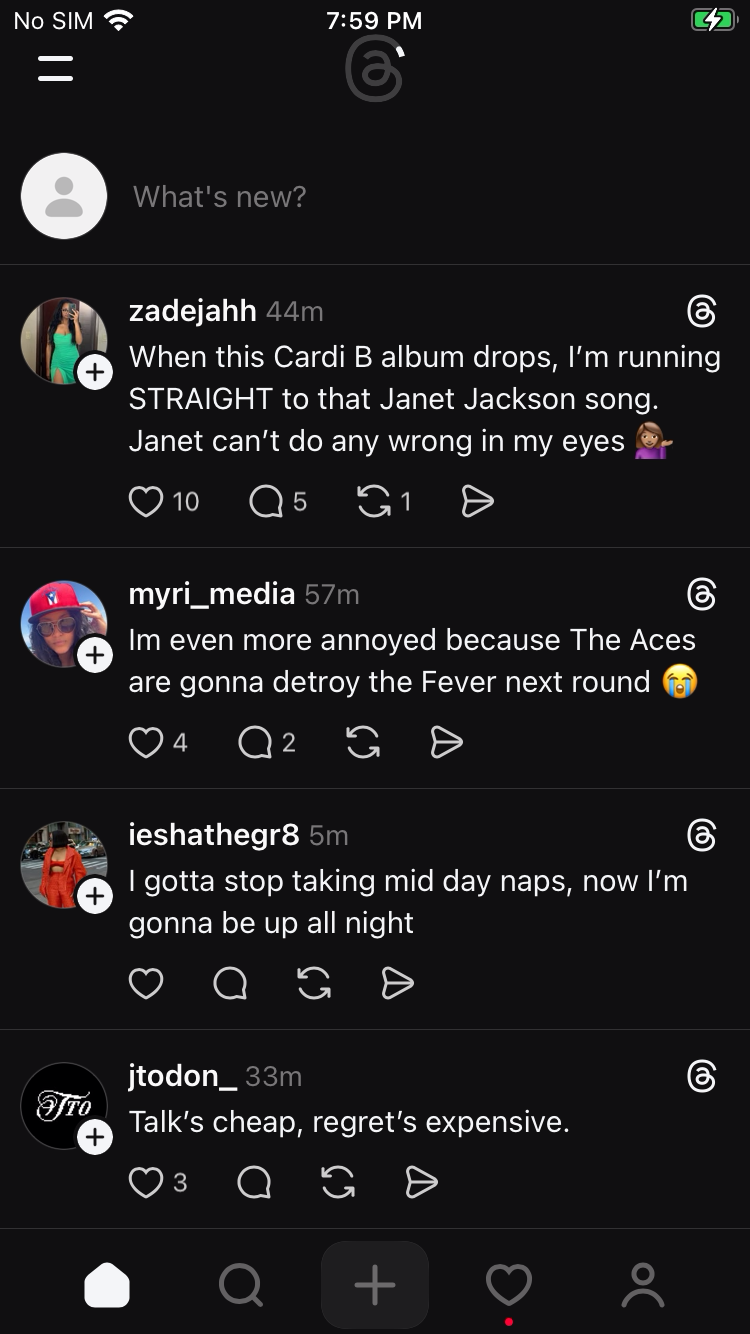 No SIM 7:59 PM
What's new?
zadejahh 44m
When this Cardi B album drops, I’m running
STRAIGHT to that Janet Jackson song.
Janet can’t do any wrong in my eyes 💁🏽‍♀️
10 5 1
myri_media 57m
Im even more annoyed because The Aces
are gonna detroy the Fever next round 😭
4 2
ieshathegr8 5m
I gotta stop taking mid day naps, now I’m
gonna be up all night
jtodon_ 33m
JTO
Talk’s cheap, regret’s expensive.
3